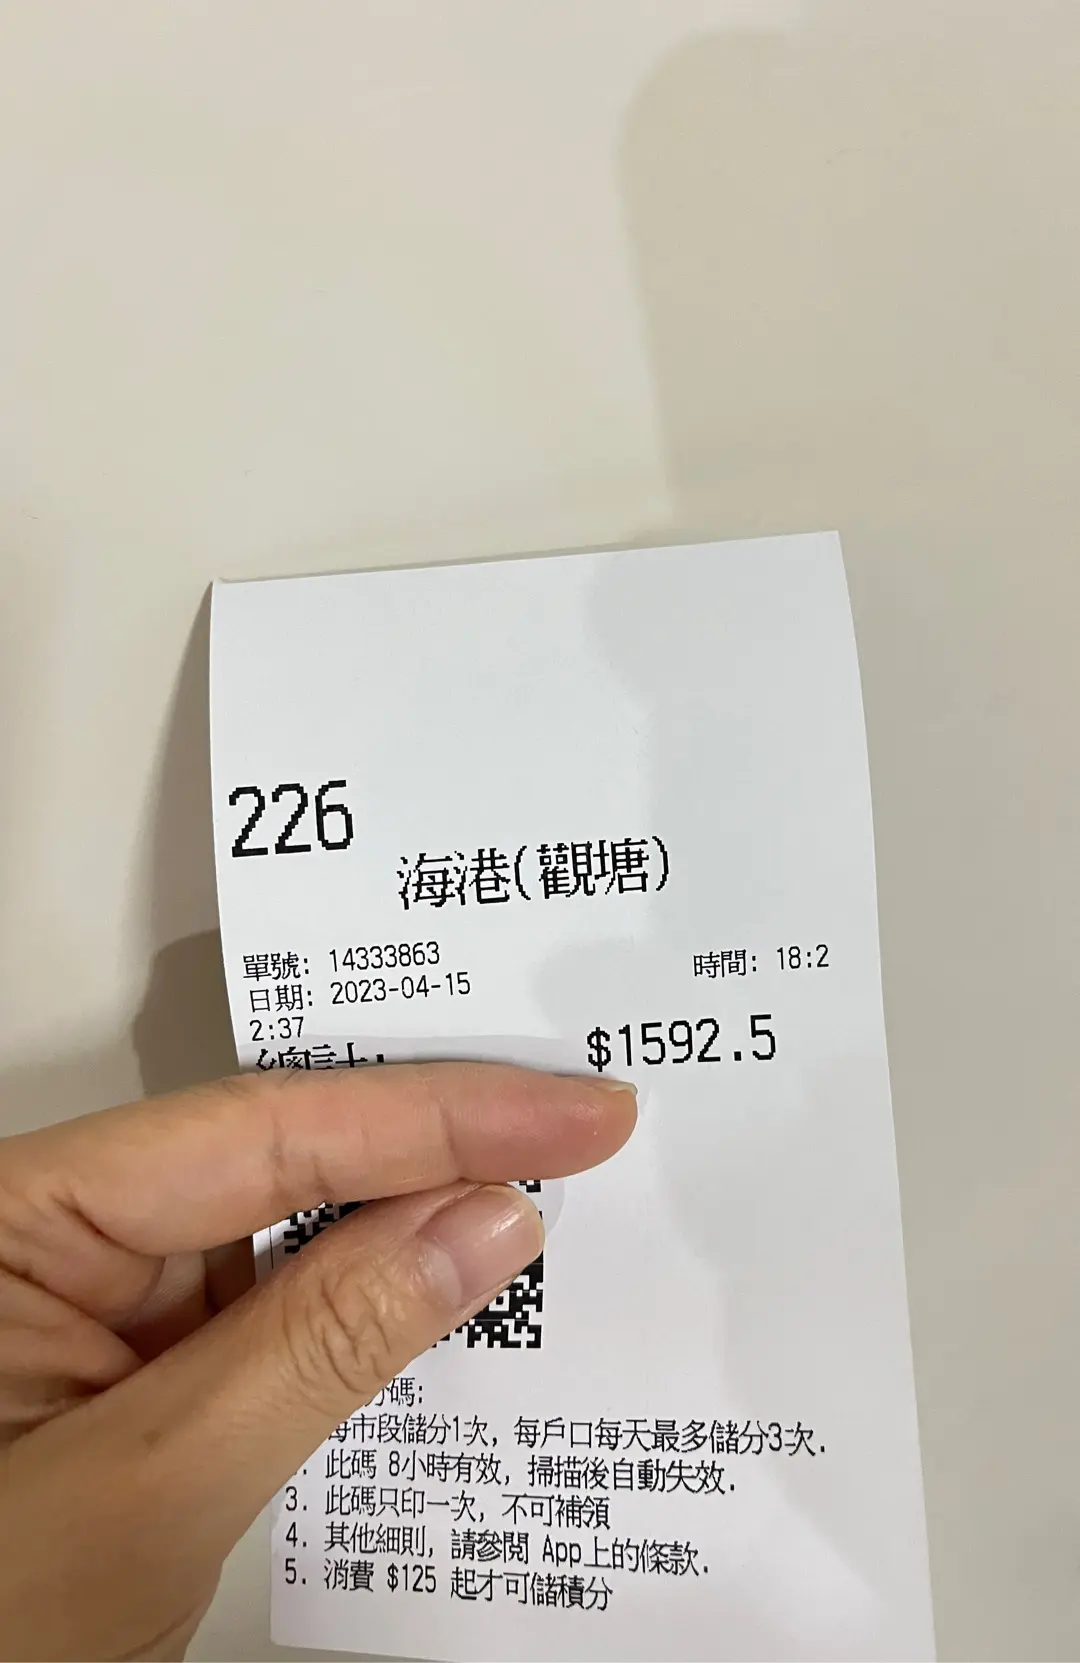 226
海港(觀塘)
單號: 14333863
時間: 18:2
日期: 2023-04-15
2:37
總計: $1592.5
分碼:
每市段儲分1次, 每戶口每天最多儲分3次.
. 此碼 8小時有效, 掃描後自動失效.
3. 此碼只印一次, 不可補領
4. 其他細則, 請參閱 App上的條款.
5. 消費 $125 起才可儲積分